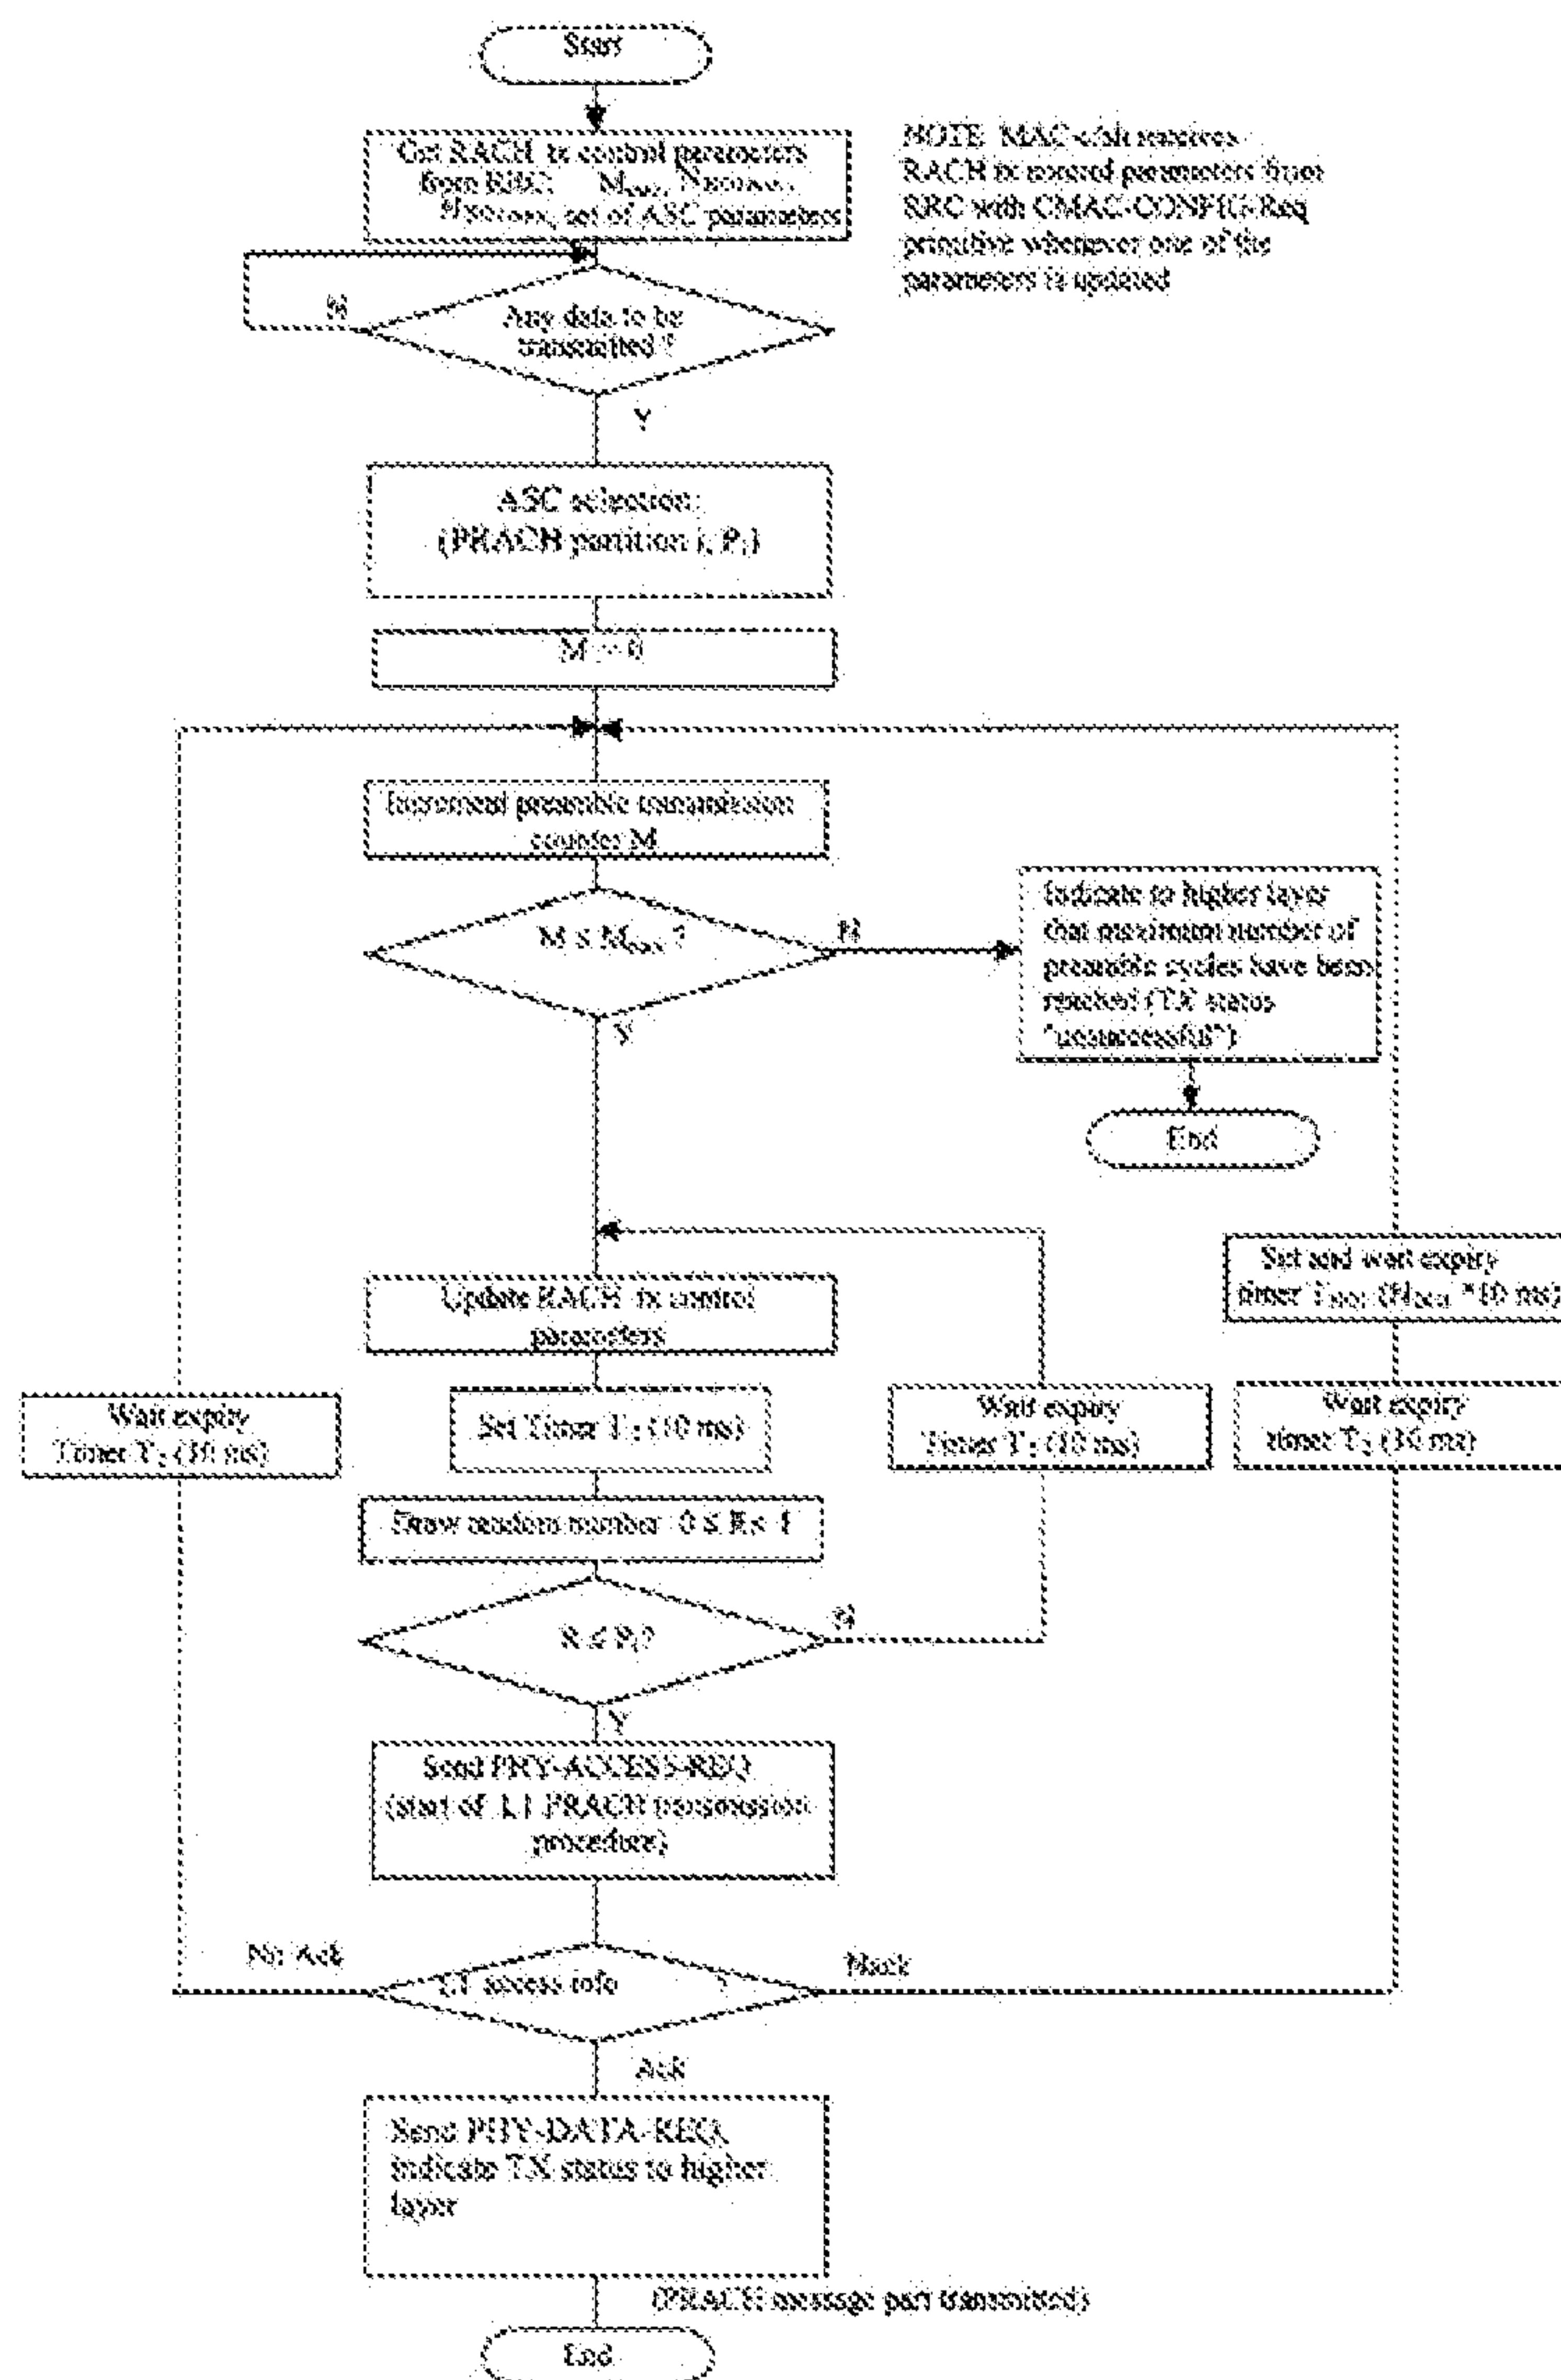 Start
Get RACH tx control parameters
from RRC:
set of ASC parameters
NOTE MAC-c/sh receives
RACH tx control parameters from
RRC with CMAC-CONFIG-Req
primitive whenever one of the
parameters is updated
N
Any data to be
transmitted ?
Y
ASC selection:
(PRACH partition i, Pi)
M := 0
Increment preamble transmission
counter M
M ≤ Mmax ?
N
Y
Indicate to higher layer
that maximum number of
preamble cycles have been
reached (TX status
"unsuccessful")
End
Update RACH tx control
parameters
Set and wait expiry
timer *10 ms)
Wait expiry
Timer T2 (10 ms)
Set Timer T2 (10 ms)
Wait expiry
Timer T2 (10 ms)
Wait expiry
timer T2 (10 ms)
Draw random number 0 ≤ R< 1
R ≤ Pi?
N
Y
Send PHY-ACCESS-REQ
(start of L1 PRACH transmission
procedure)
No Ack
L1 access info ?
Nack
Ack
Send PHY-DATA-REQ,
indicate TX status to higher
layer
(PRACH message part transmitted)
End